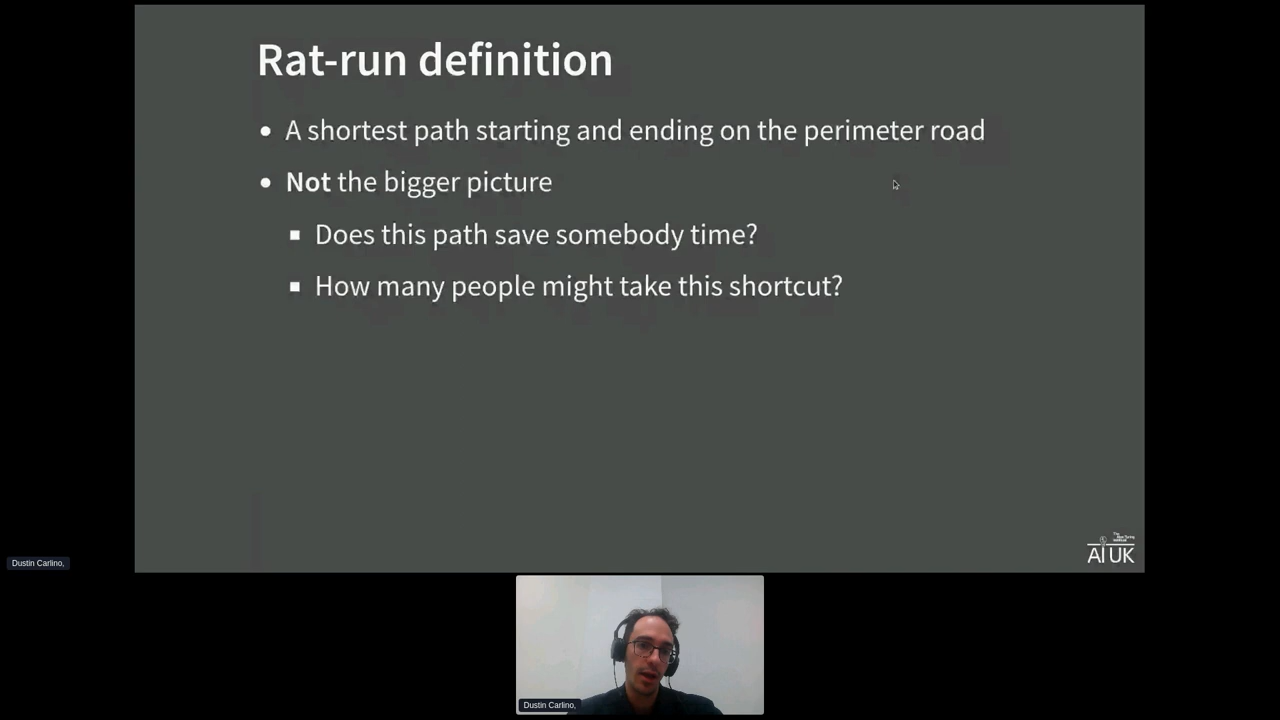 Rat-run definition
A shortest path starting and ending on the perimeter road
Not the bigger picture
Does this path save somebody time?
How many people might take this shortcut?
AI UK
Dustin Carlino,
Dustin Carlino,